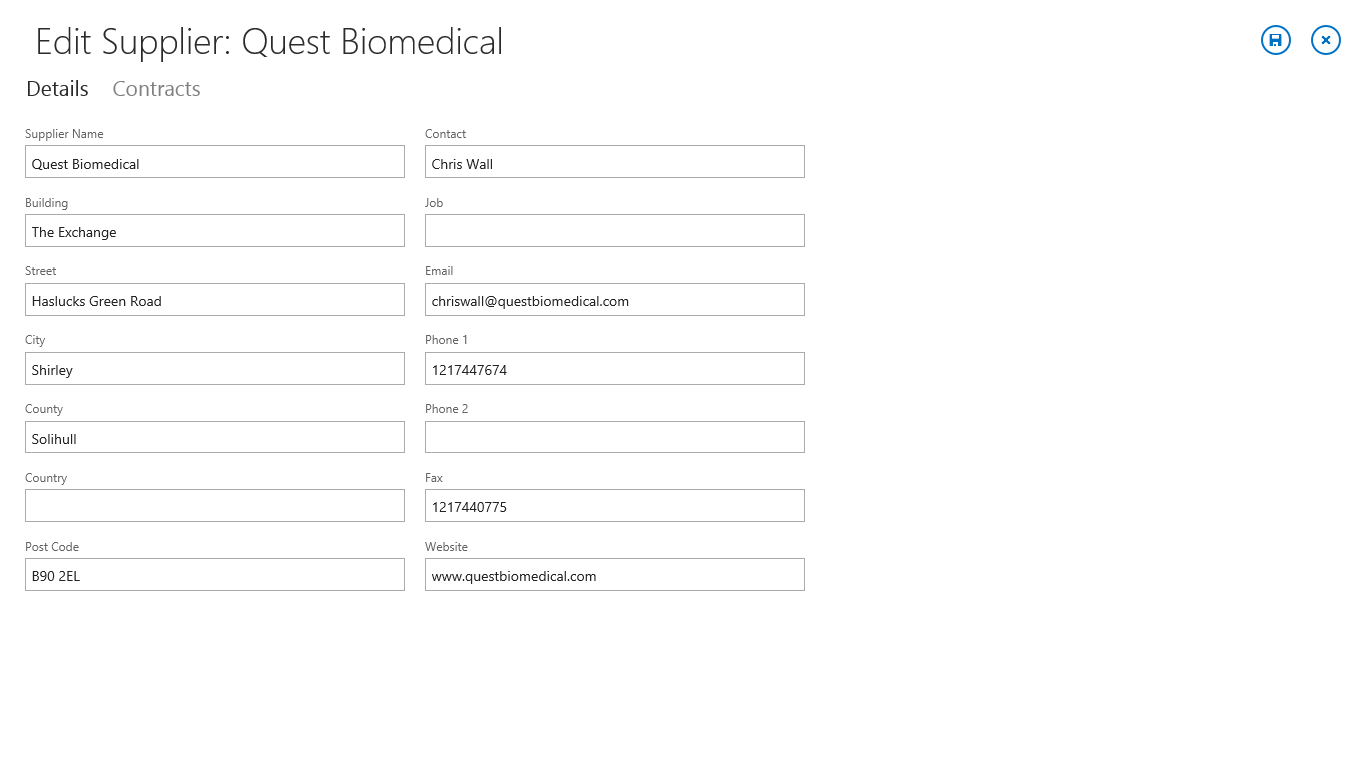 Edit Supplier: Quest Biomedical
Details Contracts
Supplier Name
Quest Biomedical
Building
The Exchange
Street
Haslucks Green Road
City
Shirley
County
Solihull
Country
Post Code
B90 2EL
Contact
Chris Wall
Job
Email
chriswall@questbiomedical.com
Phone 1
1217447674
Phone 2
Fax
1217440775
Website
www.questbiomedical.com